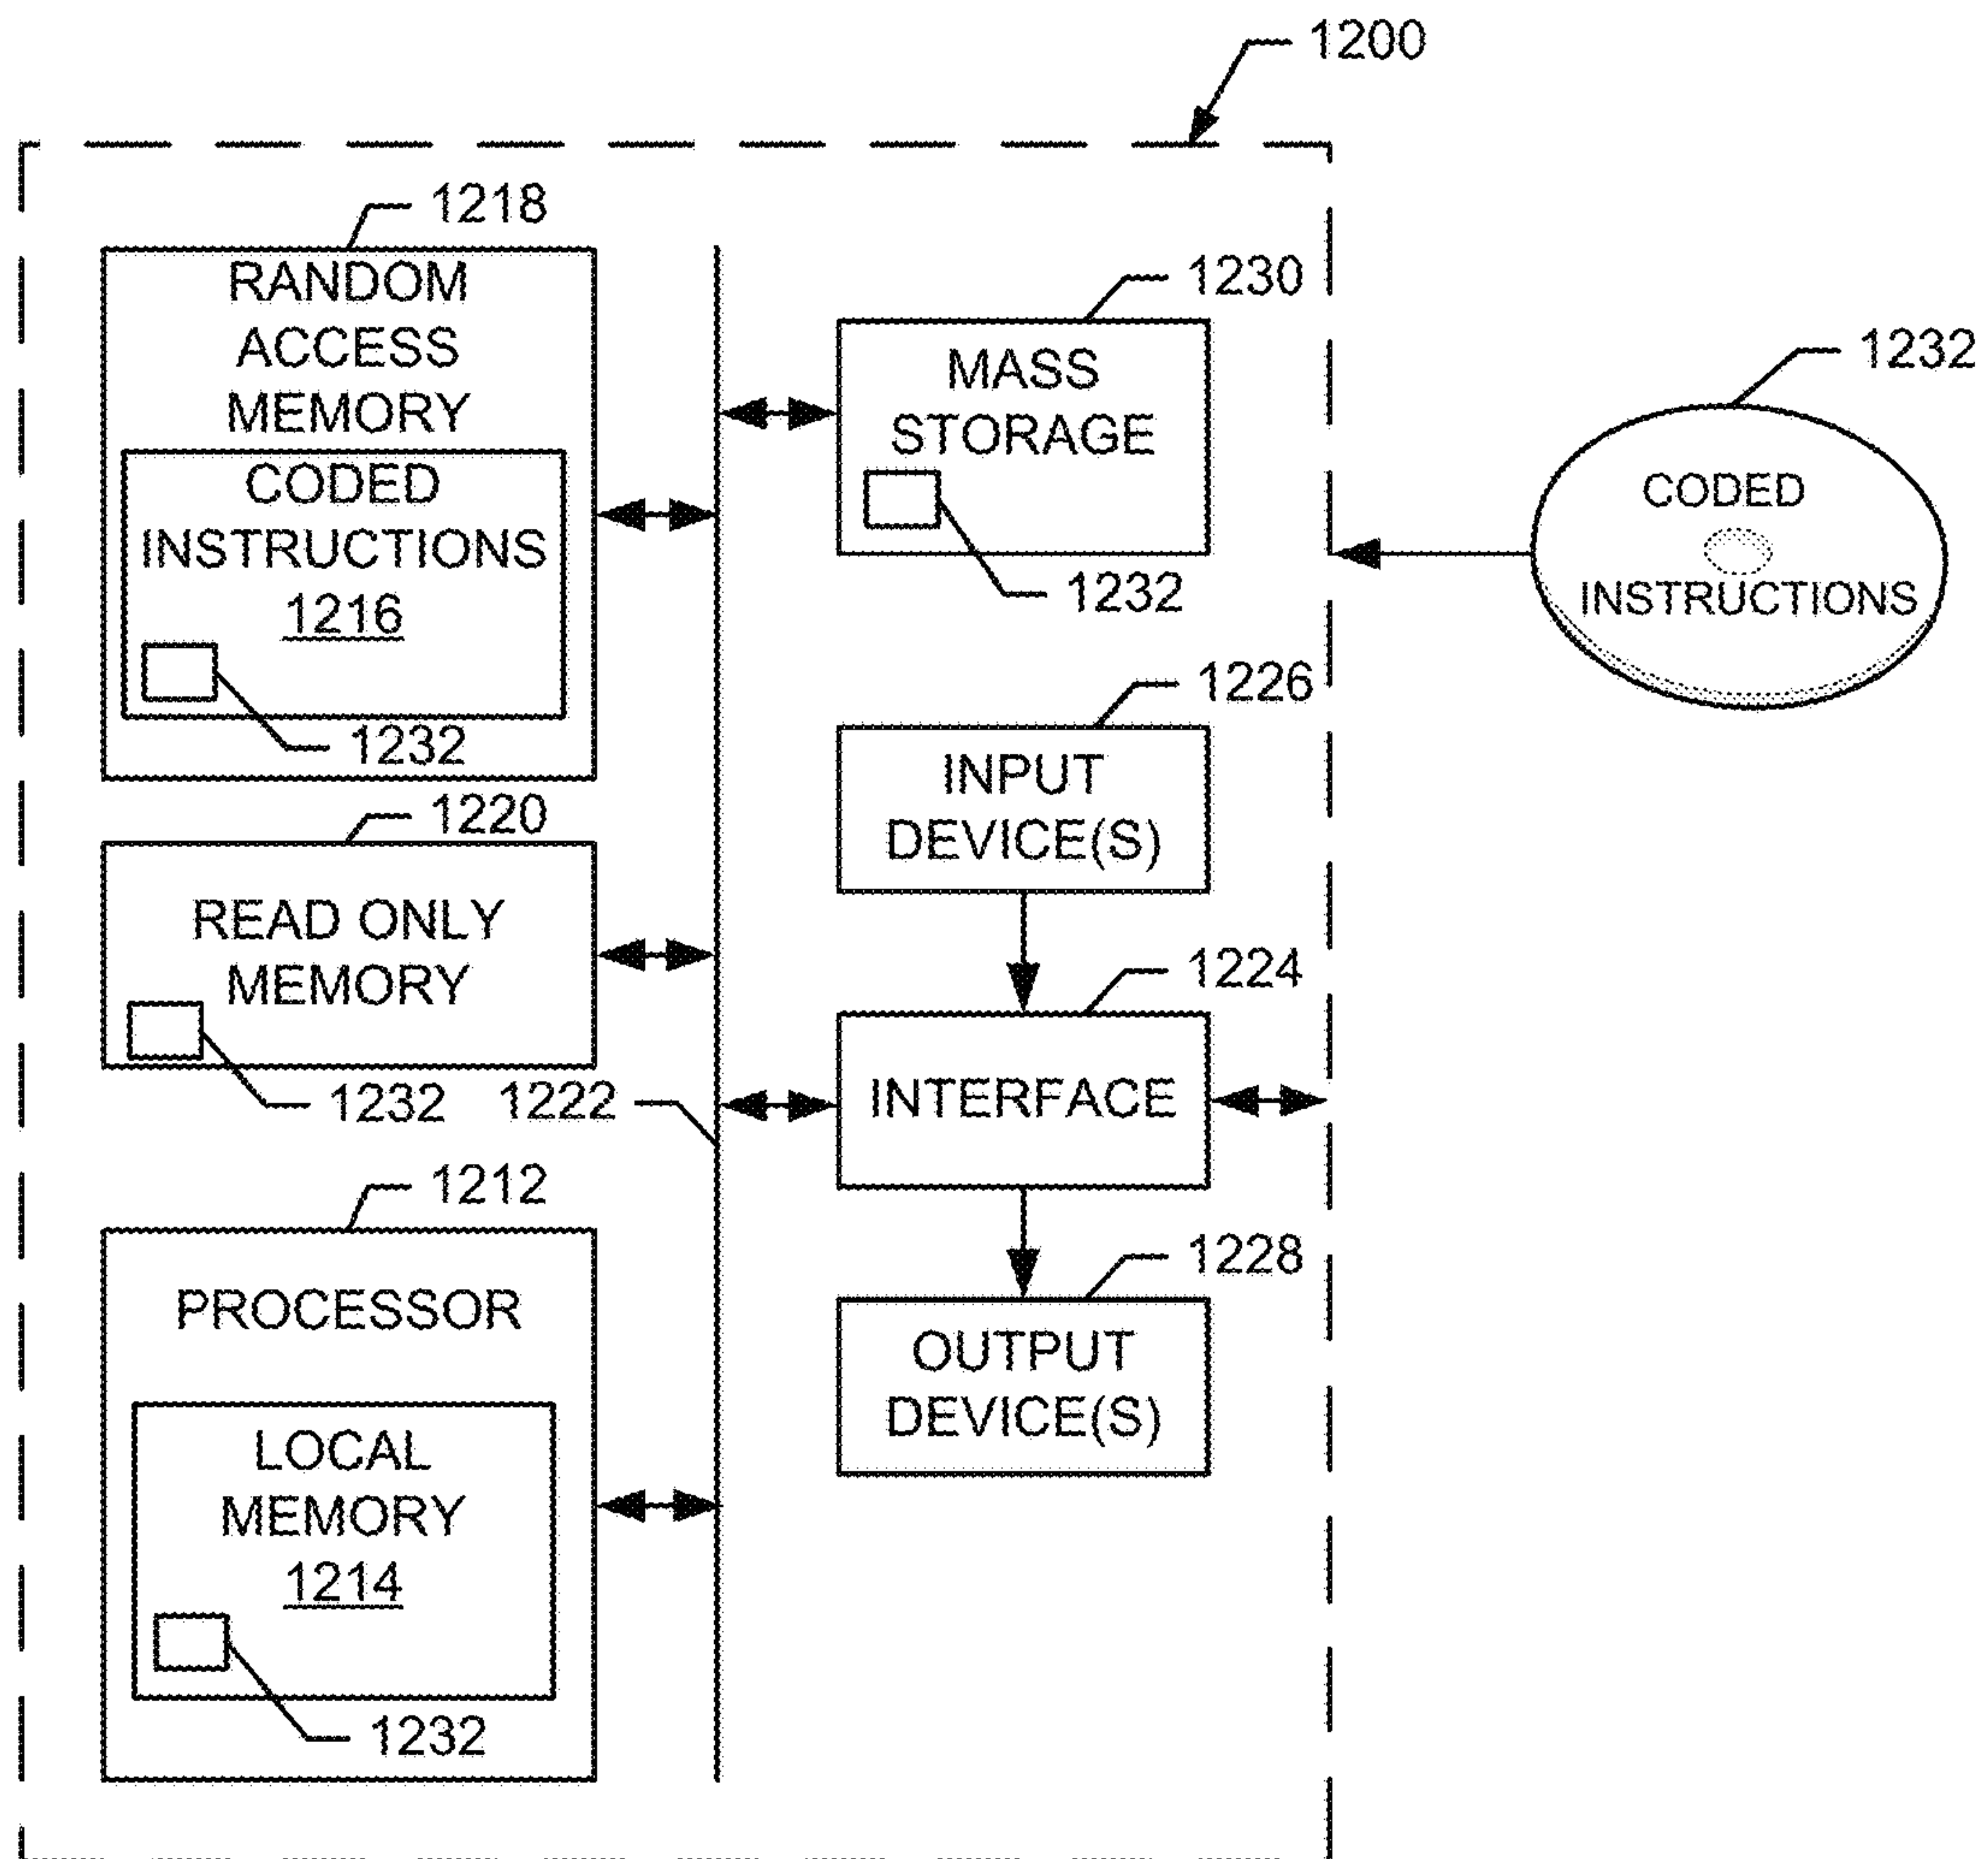 1200
1218
RANDOM
ACCESS
MEMORY
CODED
INSTRUCTIONS
1216
1232
1220
READ ONLY
MEMORY
1232
1222
1212
PROCESSOR
LOCAL
MEMORY
1214
1232
1230
MASS
STORAGE
1232
1226
INPUT
DEVICE(S)
1224
INTERFACE
1228
OUTPUT
DEVICE(S)
1232
CODED
INSTRUCTIONS